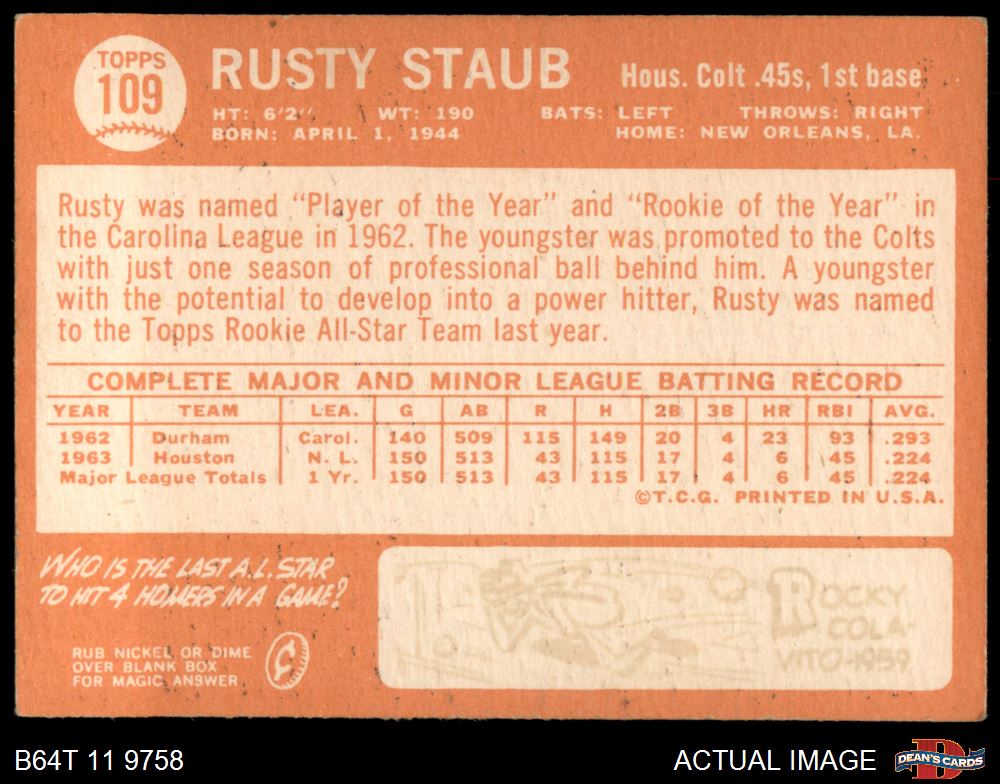 TOPPS
109
RUSTY STAUB
Hous. Colt .45s, 1st base
HT: 6'2" WT: 190 BATS: LEFT THROWS: RIGHT
BORN: APRIL 1, 1944 HOME: NEW ORLEANS, LA.
Rusty was named "Player of the Year" and "Rookie of the Year" in
the Carolina League in 1962. The youngster was promoted to the Colts
with just one season of professional ball behind him. A youngster
with the potential to develop into a power hitter, Rusty was named
to the Topps Rookie All-Star Team last year.
COMPLETE MAJOR AND MINOR LEAGUE BATTING RECORD
YEAR TEAM LEA. G AB R H 2B 3B HR RBI AVG.
1962 Durham Carol. 140 509 115 149 20 4 23 93 .293
1963 Houston N. L. 150 513 43 115 17 4 6 45 .224
Major League Totals 1 Yr. 150 513 43 115 17 4 6 45 .224
©T.C.G. PRINTED IN U.S.A.
WHO IS THE LAST A.L. STAR
TO HIT 4 HOMERS IN A GAME?
RUB NICKEL OR DIME
OVER BLANK BOX
FOR MAGIC ANSWER
ROCKY
COLA-
VITO-1959
B64T 11 9758
ACTUAL IMAGE
DEAN'S CARDS